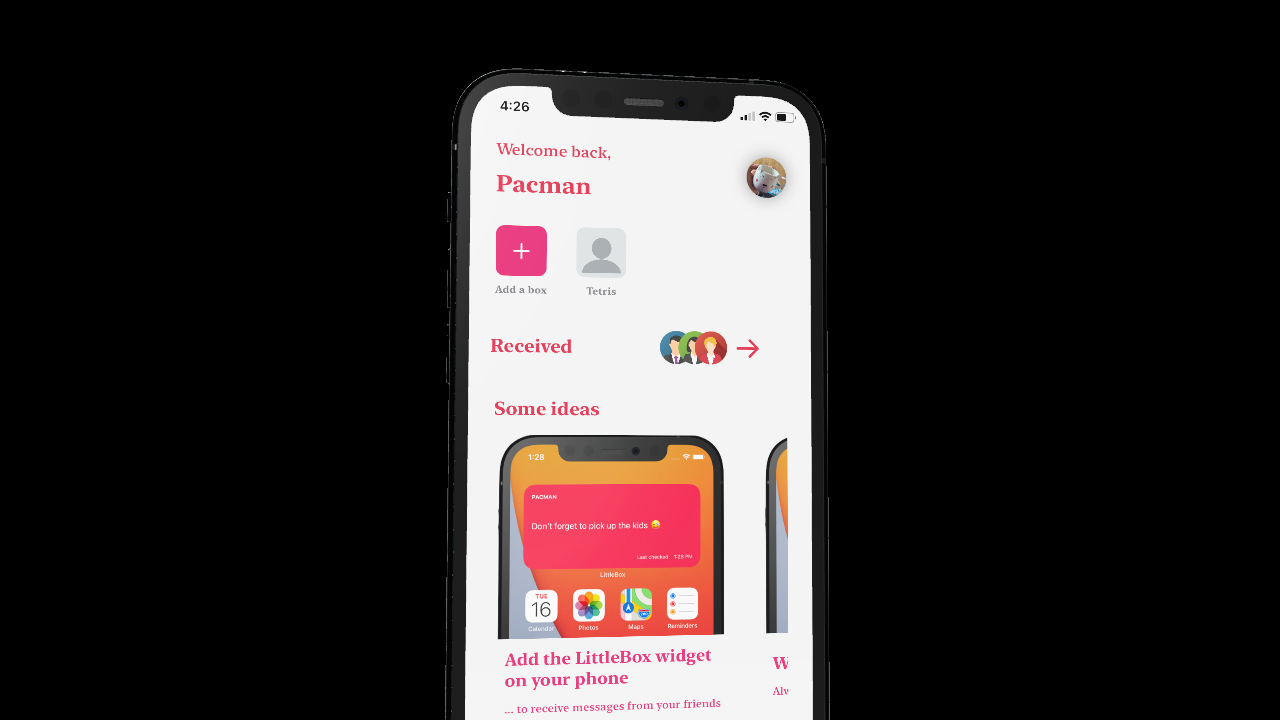 4:26
Welcome back,
Pacman
Add a box
Tetris
Received
Some ideas
1:28
PACMAN
Don't forget to pick up the kids 😜
Last checked: 1:28 PM
LittleBox
TUE
16
Calendar
Photos
Maps
Reminders
Add the LittleBox widget
on your phone
... to receive messages from your friends